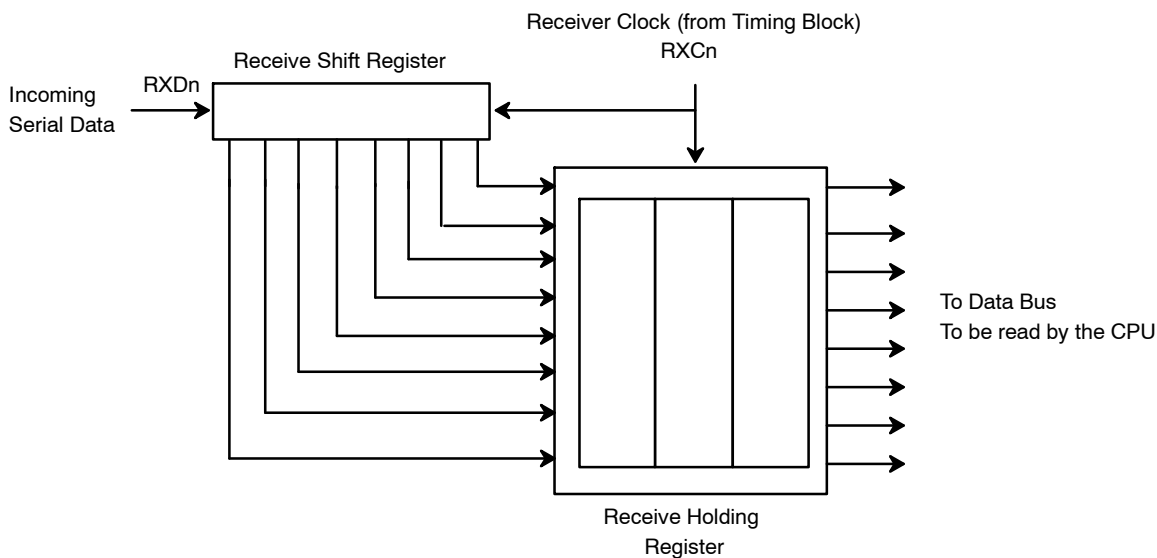 Receiver Clock (from Timing Block)
RXCn
Receive Shift Register
RXDn
Incoming
Serial Data
To Data Bus
To be read by the CPU
Receive Holding
Register